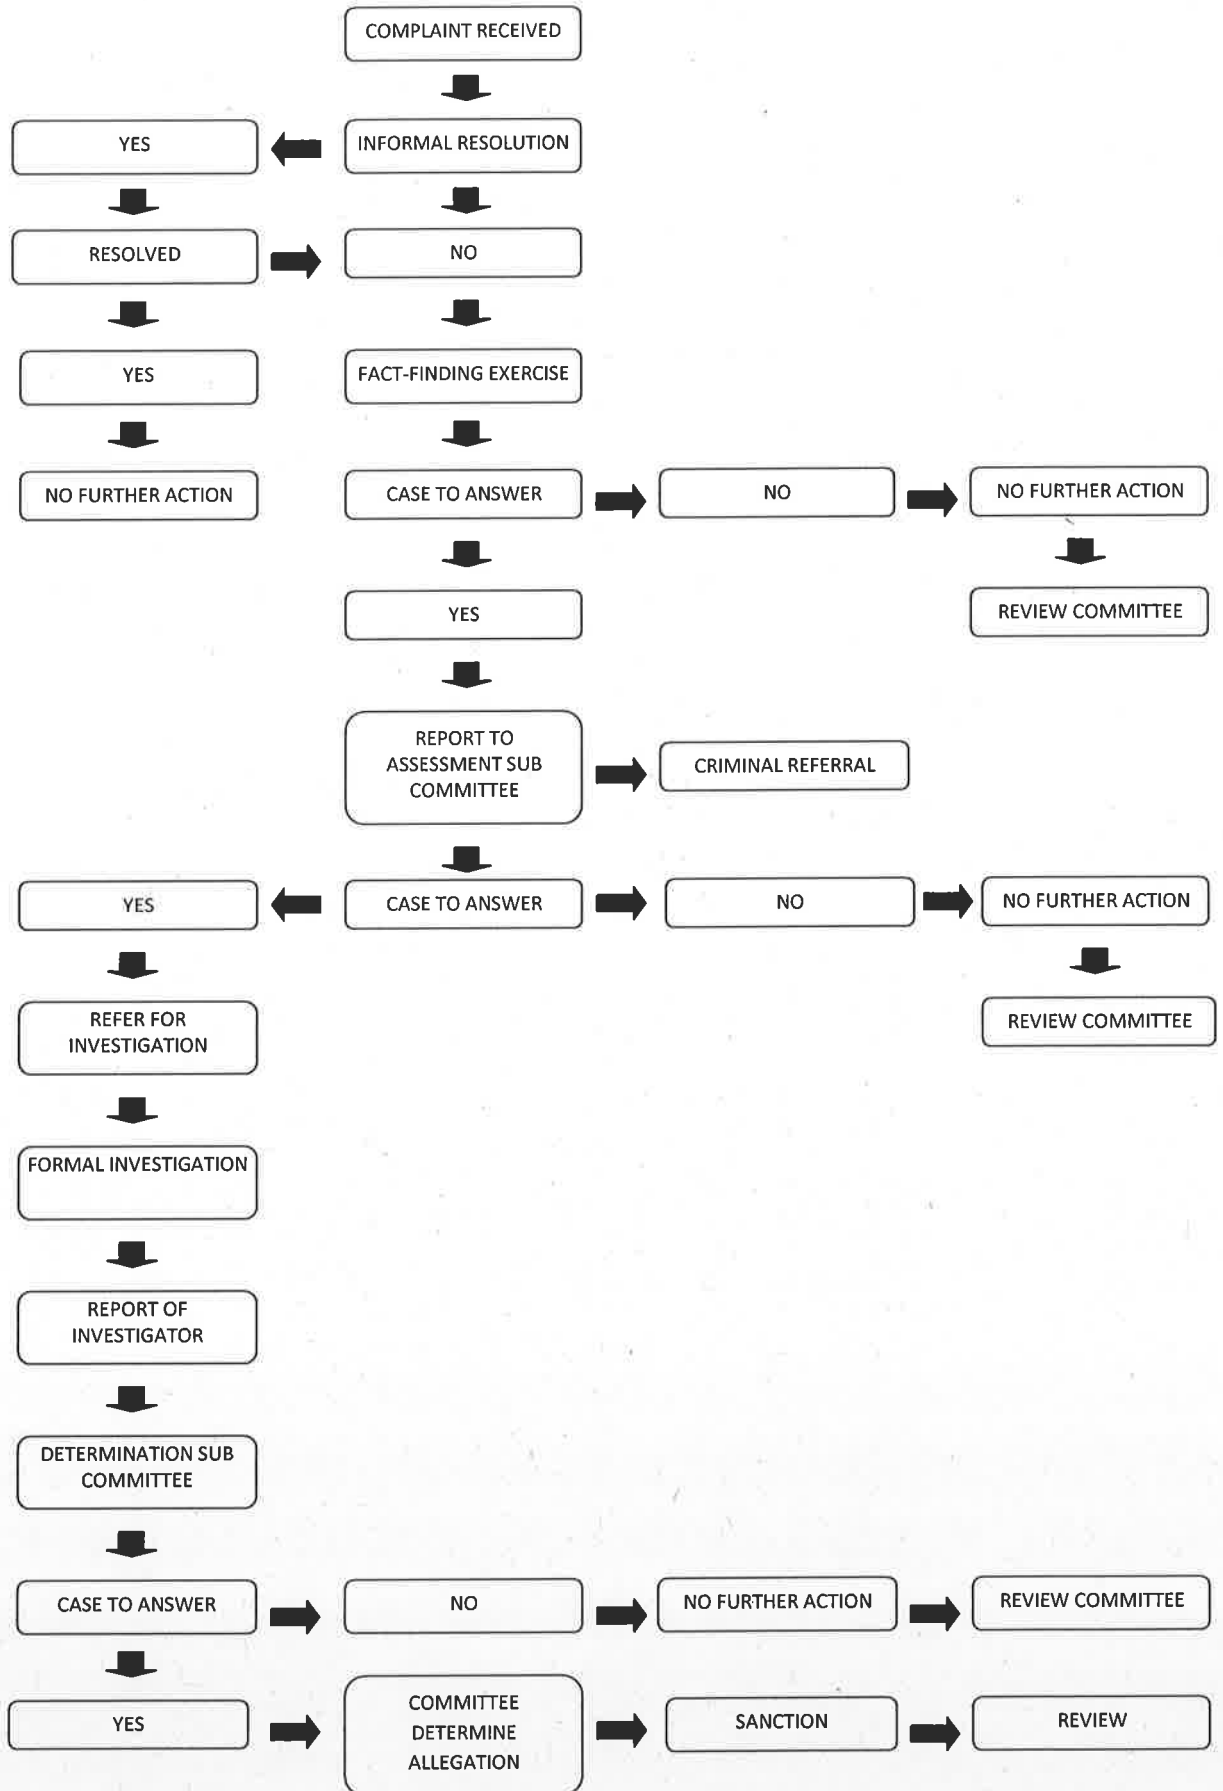 COMPLAINT RECEIVED
YES
INFORMAL RESOLUTION
RESOLVED
NO
YES
FACT-FINDING EXERCISE
NO FURTHER ACTION
CASE TO ANSWER
NO
NO FURTHER ACTION
YES
REVIEW COMMITTEE
REPORT TO
ASSESSMENT SUB
COMMITTEE
CRIMINAL REFERRAL
YES
CASE TO ANSWER
NO
NO FURTHER ACTION
REFER FOR
INVESTIGATION
REVIEW COMMITTEE
FORMAL INVESTIGATION
REPORT OF
INVESTIGATOR
DETERMINATION SUB
COMMITTEE
CASE TO ANSWER
NO
NO FURTHER ACTION
REVIEW COMMITTEE
YES
COMMITTEE
DETERMINE
ALLEGATION
SANCTION
REVIEW